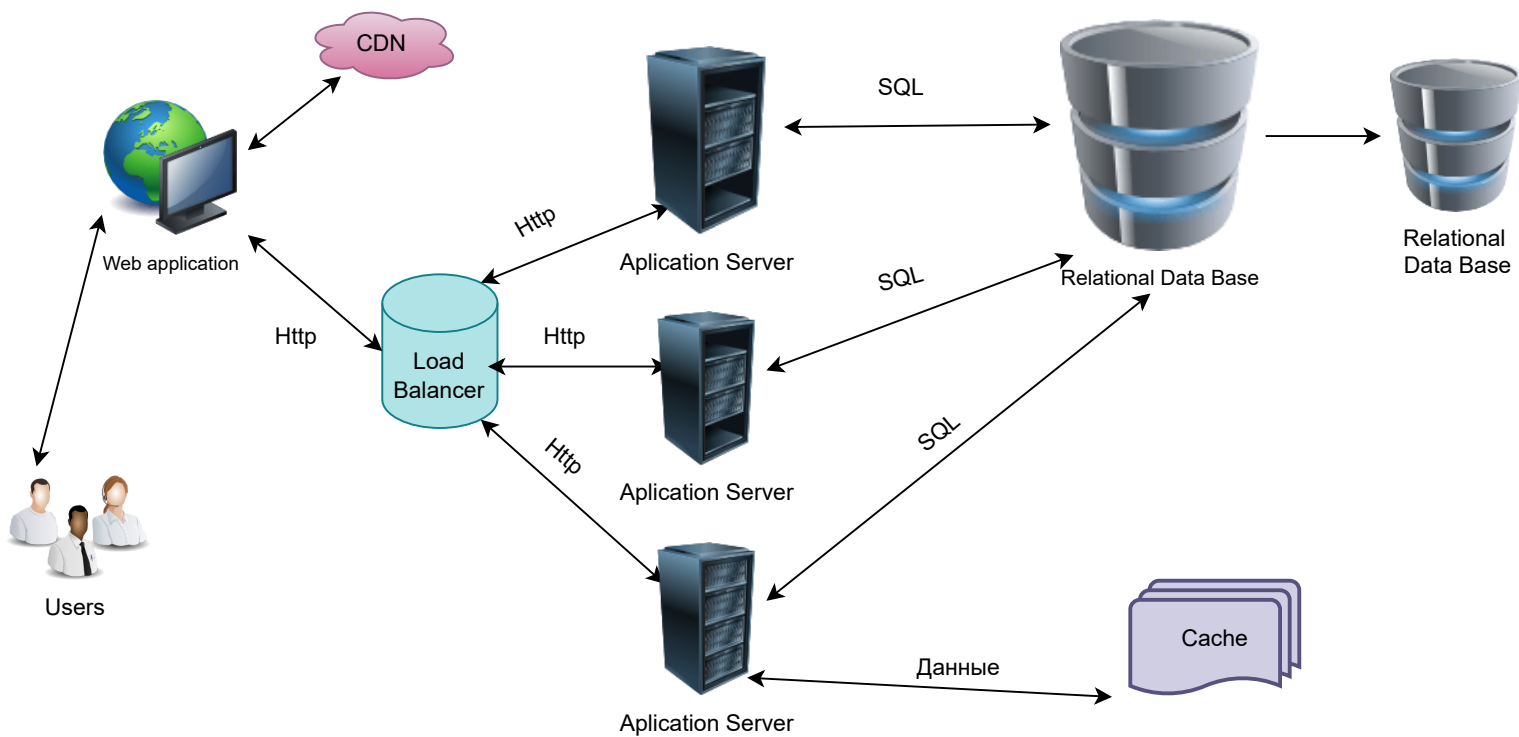 CDN
SQL
Web application
Http
Aplication Server
Relational Data Base
Relational
Data Base
SQL
Http
Load
Balancer
Http
SQL
Http
Aplication Server
Users
Cache
Данные
Aplication Server